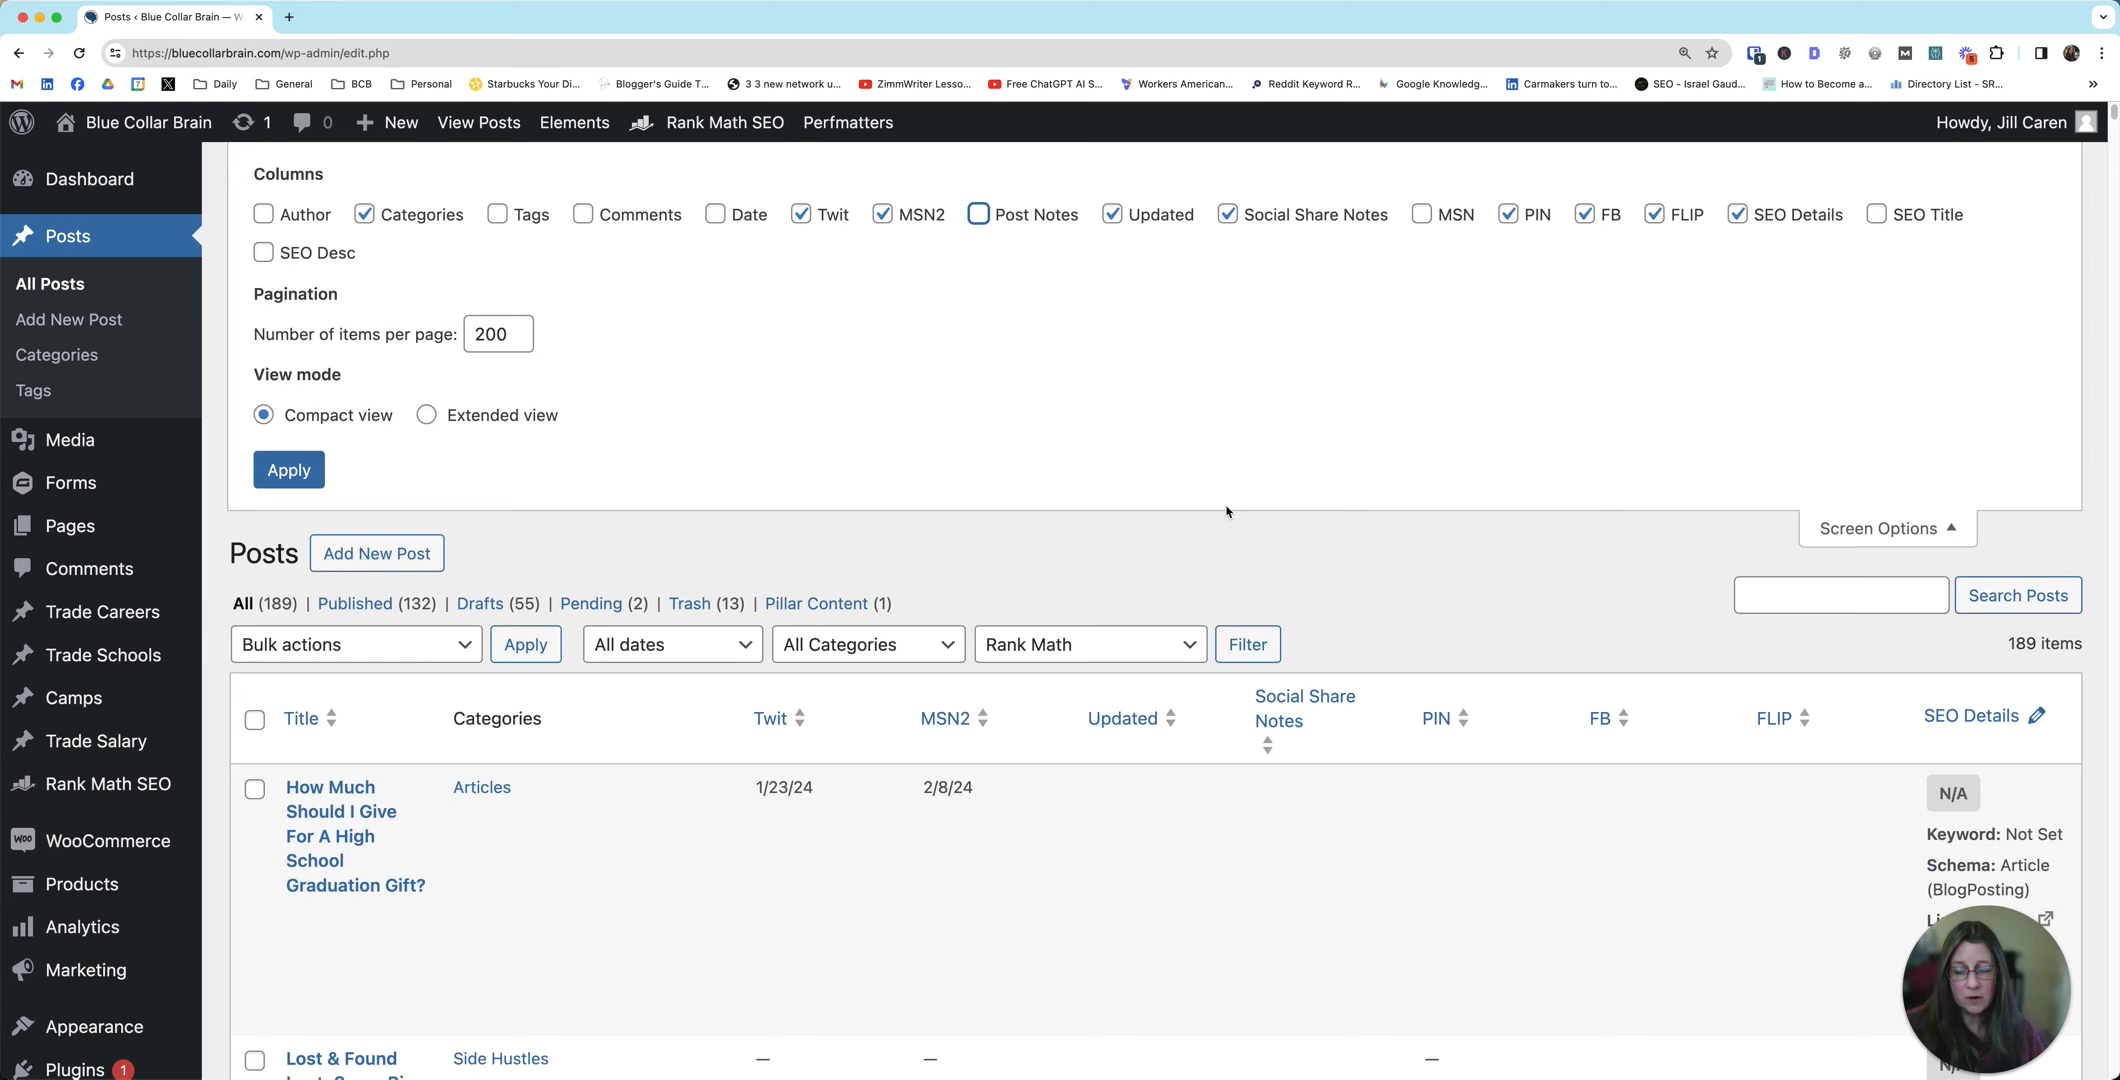 Posts ‹ Blue Collar Brain — W
https://bluecollarbrain.com/wp-admin/edit.php
Daily General BCB Personal Starbucks Your Di... Blogger's Guide T... 3 3 new network u... ZimmWriter Lesso... Free ChatGPT AI S... Workers American... Reddit Keyword R... Google Knowledg... Carmakers turn to... SEO - Israel Gaud... How to Become a... Directory List - SR...
Blue Collar Brain 1 0 New View Posts Elements Rank Math SEO Perfmatters Howdy, Jill Caren
Dashboard
Posts
All Posts
Add New Post
Categories
Tags
Media
Forms
Pages
Comments
Trade Careers
Trade Schools
Camps
Trade Salary
Rank Math SEO
WooCommerce
Products
Analytics
Marketing
Appearance
Plugins 1
Columns
Author Categories Tags Comments Date Twit MSN2 Post Notes Updated Social Share Notes MSN PIN FB FLIP SEO Details SEO Title
SEO Desc
Pagination
Number of items per page: 200
View mode
Compact view Extended view
Apply
Screen Options
Posts Add New Post
Search Posts
All (189) | Published (132) | Drafts (55) | Pending (2) | Trash (13) | Pillar Content (1)
Bulk actions Apply All dates All Categories Rank Math Filter 189 items
Title Categories Twit MSN2 Updated Social Share Notes PIN FB FLIP SEO Details
How Much Should I Give For A High School Graduation Gift? Articles 1/23/24 2/8/24
N/A
Keyword: Not Set
Schema: Article
(BlogPosting)
Lost & Found Side Hustles — — —